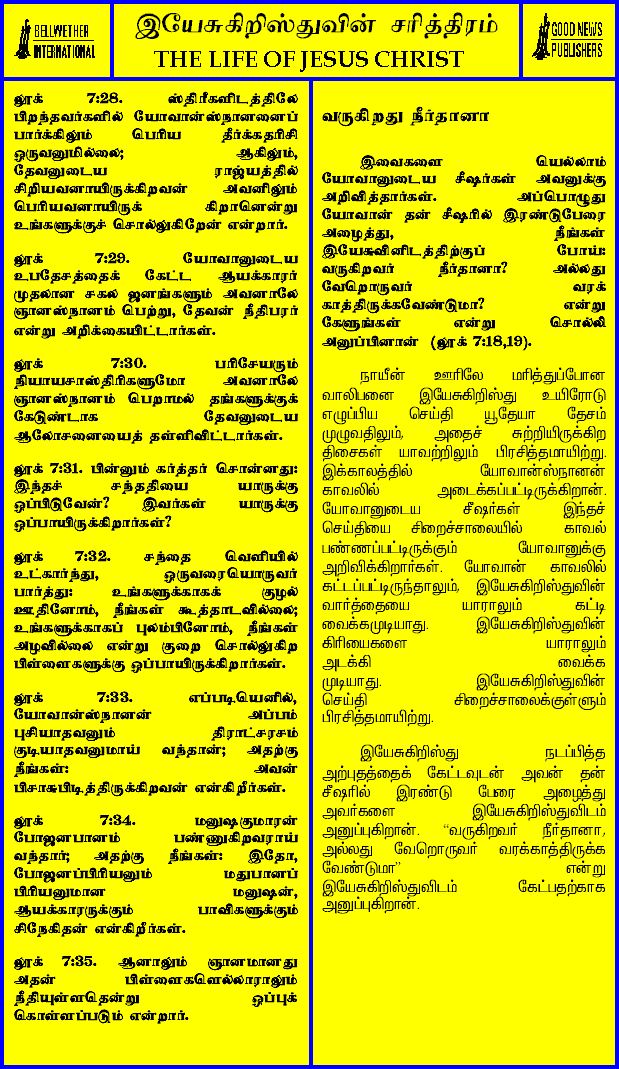 BELLWETHER
INTERNATIONAL
இயேசுகிறிஸ்துவின் சரித்திரம்
THE LIFE OF JESUS CHRIST
GOOD NEWS
PUBLISHERS
லூக் 7:28. ஸ்திரீகளிடத்திலே
பிறந்தவர்களில் யோவான்ஸ்நானனைப்
பார்க்கிலும் பெரிய தீர்க்கதரிசி
ஒருவனுமில்லை; ஆகிலும்,
தேவனுடைய ராஜ்யத்தில்
சிறியவனாயிருக்கிறவன் அவனிலும்
பெரியவனாயிருக் கிறானென்று
உங்களுக்குச் சொல்லுகிறேன் என்றார்.
லூக் 7:29. யோவானுடைய
உபதேசத்தைக் கேட்ட ஆயக்காரர்
முதலான சகல ஜனங்களும் அவனாலே
ஞானஸ்நானம் பெற்று, தேவன் நீதிபரர்
என்று அறிக்கையிட்டார்கள்.
லூக் 7:30. பரிசேயரும்
நியாயசாஸ்திரிகளுமோ அவனாலே
ஞானஸ்நானம் பெறாமல் தங்களுக்குக்
கேடுண்டாக தேவனுடைய
ஆலோசனையைத் தள்ளிவிட்டார்கள்.
லூக் 7:31. பின்னும் கர்த்தர் சொன்னது:
இந்தச் சந்ததியை யாருக்கு
ஒப்பிடுவேன்? இவர்கள் யாருக்கு
ஒப்பாயிருக்கிறார்கள்?
லூக் 7:32. சந்தை வெளியில்
உட்கார்ந்து, ஒருவரையொருவர்
பார்த்து: உங்களுக்காகக் குழல்
ஊதினோம், நீங்கள் கூத்தாடவில்லை;
உங்களுக்காகப் புலம்பினோம், நீங்கள்
அழவில்லை என்று குறை சொல்லுகிற
பிள்ளைகளுக்கு ஒப்பாயிருக்கிறார்கள்.
லூக் 7:33. எப்படியெனில்,
யோவான்ஸ்நானன் அப்பம்
புசியாதவனும் திராட்சரசம்
குடியாதவனுமாய் வந்தான்; அதற்கு
நீங்கள்: அவன்
பிசாசுபிடித்திருக்கிறவன் என்கிறீர்கள்.
லூக் 7:34. மனுஷகுமாரன்
போஜனபானம் பண்ணுகிறவராய்
வந்தார்; அதற்கு நீங்கள்: இதோ,
போஜனப்பிரியனும் மதுபானப்
பிரியனுமான மனுஷன்,
ஆயக்காரருக்கும் பாவிகளுக்கும்
சிநேகிதன் என்கிறீர்கள்.
லூக் 7:35. ஆனாலும் ஞானமானது
அதன் பிள்ளைகளெல்லாராலும்
நீதியுள்ளதென்று ஒப்புக்
கொள்ளப்படும் என்றார்.
வருகிறது நீர்தானா
இவைகளை யெல்லாம்
யோவானுடைய சீஷர்கள் அவனுக்கு
அறிவித்தார்கள். அப்பொழுது
யோவான் தன் சீஷரில் இரண்டுபேரை
அழைத்து, நீங்கள்
இயேசுவினிடத்திற்குப் போய்:
வருகிறவர் நீர்தானா? அல்லது
வேறொருவர் வரக்
காத்திருக்கவேண்டுமா? என்று
கேளுங்கள் என்று சொல்லி
அனுப்பினான் (லூக் 7:18,19).
நாயீன் ஊரிலே மரித்துப்போன
வாலிபனை இயேசுகிறிஸ்து உயிரோடு
எழுப்பிய செய்தி யூதேயா தேசம்
முழுவதிலும், அதைச் சுற்றியிருக்கிற
திசைகள் யாவற்றிலும் பிரசித்தமாயிற்று.
இக்காலத்தில் யோவான்ஸ்நானன்
காவலில் அடைக்கப்பட்டிருக்கிறான்.
யோவானுடைய சீஷர்கள் இந்தச்
செய்தியை சிறைச்சாலையில் காவல்
பண்ணப்பட்டிருக்கும் யோவானுக்கு
அறிவிக்கிறார்கள். யோவான் காவலில்
கட்டப்பட்டிருந்தாலும், இயேசுகிறிஸ்துவின்
வார்த்தையை யாராலும் கட்டி
வைக்கமுடியாது. இயேசுகிறிஸ்துவின்
கிரியைகளை யாராலும்
அடக்கி வைக்க
முடியாது. இயேசுகிறிஸ்துவின்
செய்தி சிறைச்சாலைக்குள்ளும்
பிரசித்தமாயிற்று.
இயேசுகிறிஸ்து நடப்பித்த
அற்புதத்தைக் கேட்டவுடன் அவன் தன்
சீஷரில் இரண்டு பேரை அழைத்து
அவர்களை இயேசுகிறிஸ்துவிடம்
அனுப்புகிறான். “வருகிறவர் நீர்தானா,
அல்லது வேறொருவர் வரக்காத்திருக்க
வேண்டுமா” என்று
இயேசுகிறிஸ்துவிடம் கேட்பதற்காக
அனுப்புகிறான்.